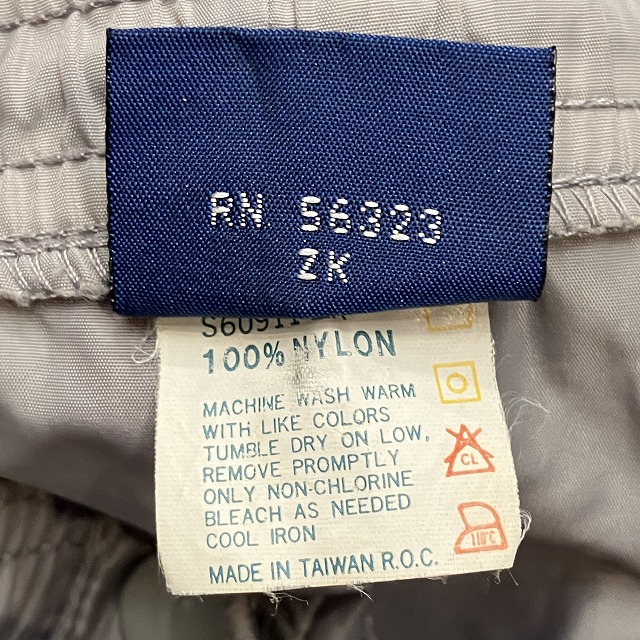 RN. 56323
ZK
100% NYLON
MACHINE WASH WARM
WITH LIKE COLORS
TUMBLE DRY ON LOW,
REMOVE PROMPTLY
ONLY NON-CHLORINE
BLEACH AS NEEDED
COOL IRON
MADE IN TAIWAN R.O.C.
CL
110°C